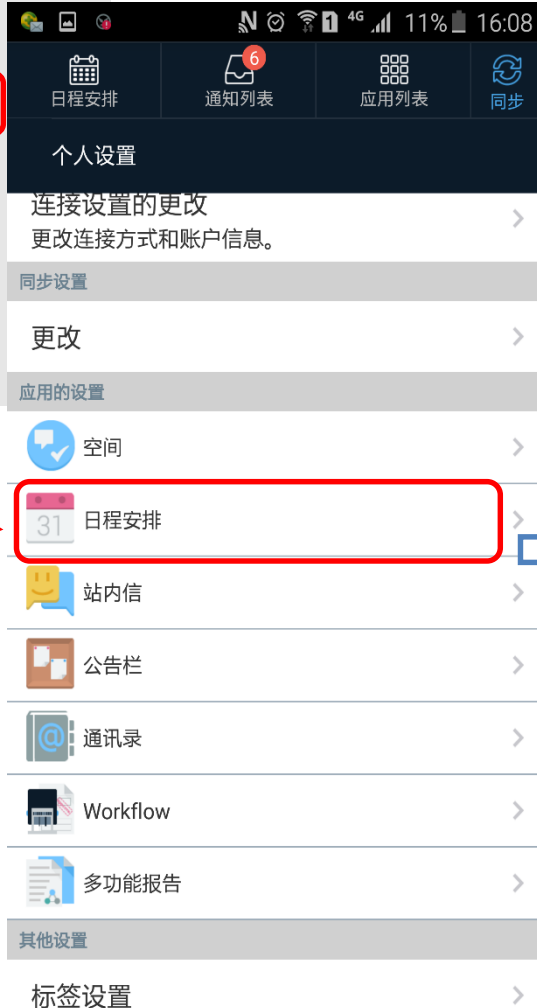 1 4G 11% 16:08
6
日程安排 通知列表 应用列表 同步
个人设置
连接设置的更改
更改连接方式和账户信息。
同步设置
更改
应用的设置
空间
31 日程安排
站内信
公告栏
@ 通讯录
Workflow
多功能报告
其他设置
标签设置